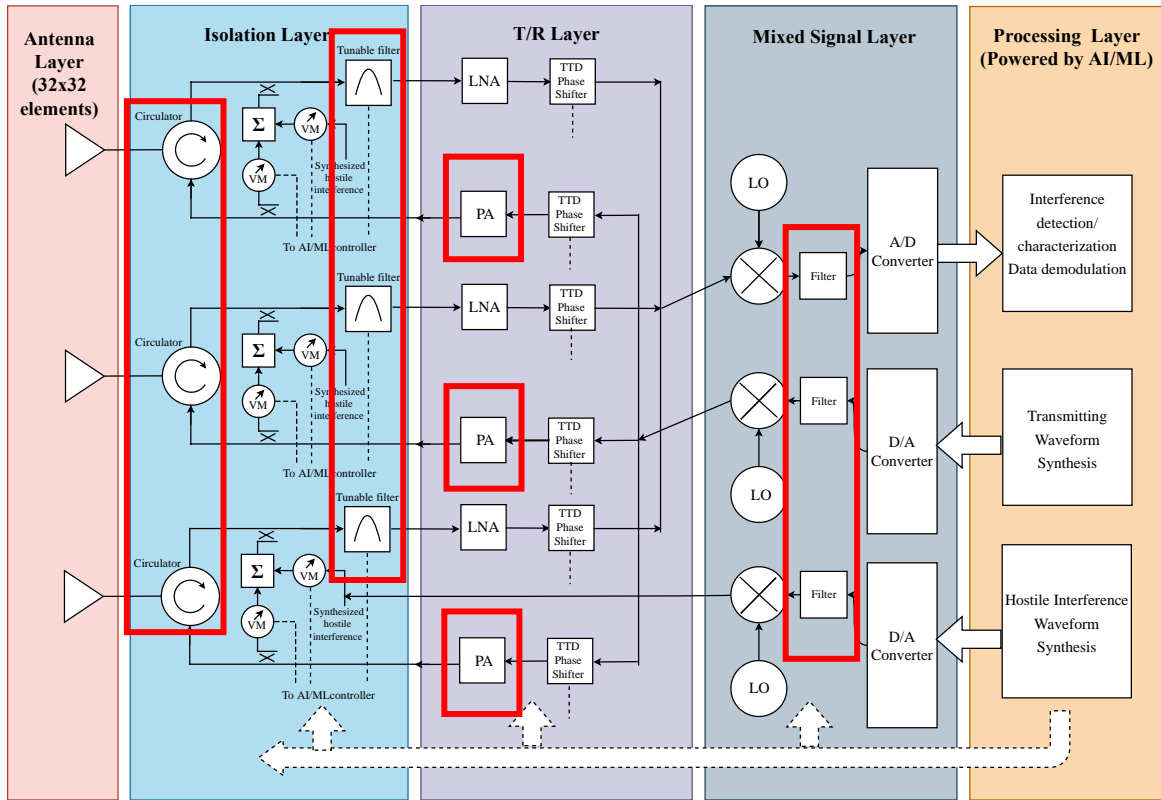 Antenna
Layer
(32x32
elements)
Isolation Layer
T/R Layer
Mixed Signal Layer
Processing Layer
(Powered by AI/ML)
Tunable filter
Circulator
Σ
VM
VM
Synthesized
hostile
interference
To AI/MLcontroller
LNA
TTD
Phase
Shifter
PA
TTD
Phase
Shifter
Tunable filter
Circulator
Σ
VM
VM
Synthesized
hostile
interference
To AI/MLcontroller
LNA
TTD
Phase
Shifter
PA
TTD
Phase
Shifter
Tunable filter
Circulator
Σ
VM
VM
Synthesized
hostile
interference
To AI/MLcontroller
LNA
TTD
Phase
Shifter
PA
TTD
Phase
Shifter
LO
Filter
A/D
Converter
Interference
detection/
characterization
Data demodulation
Filter
LO
D/A
Converter
Transmitting
Waveform
Synthesis
Filter
LO
D/A
Converter
Hostile Interference
Waveform
Synthesis